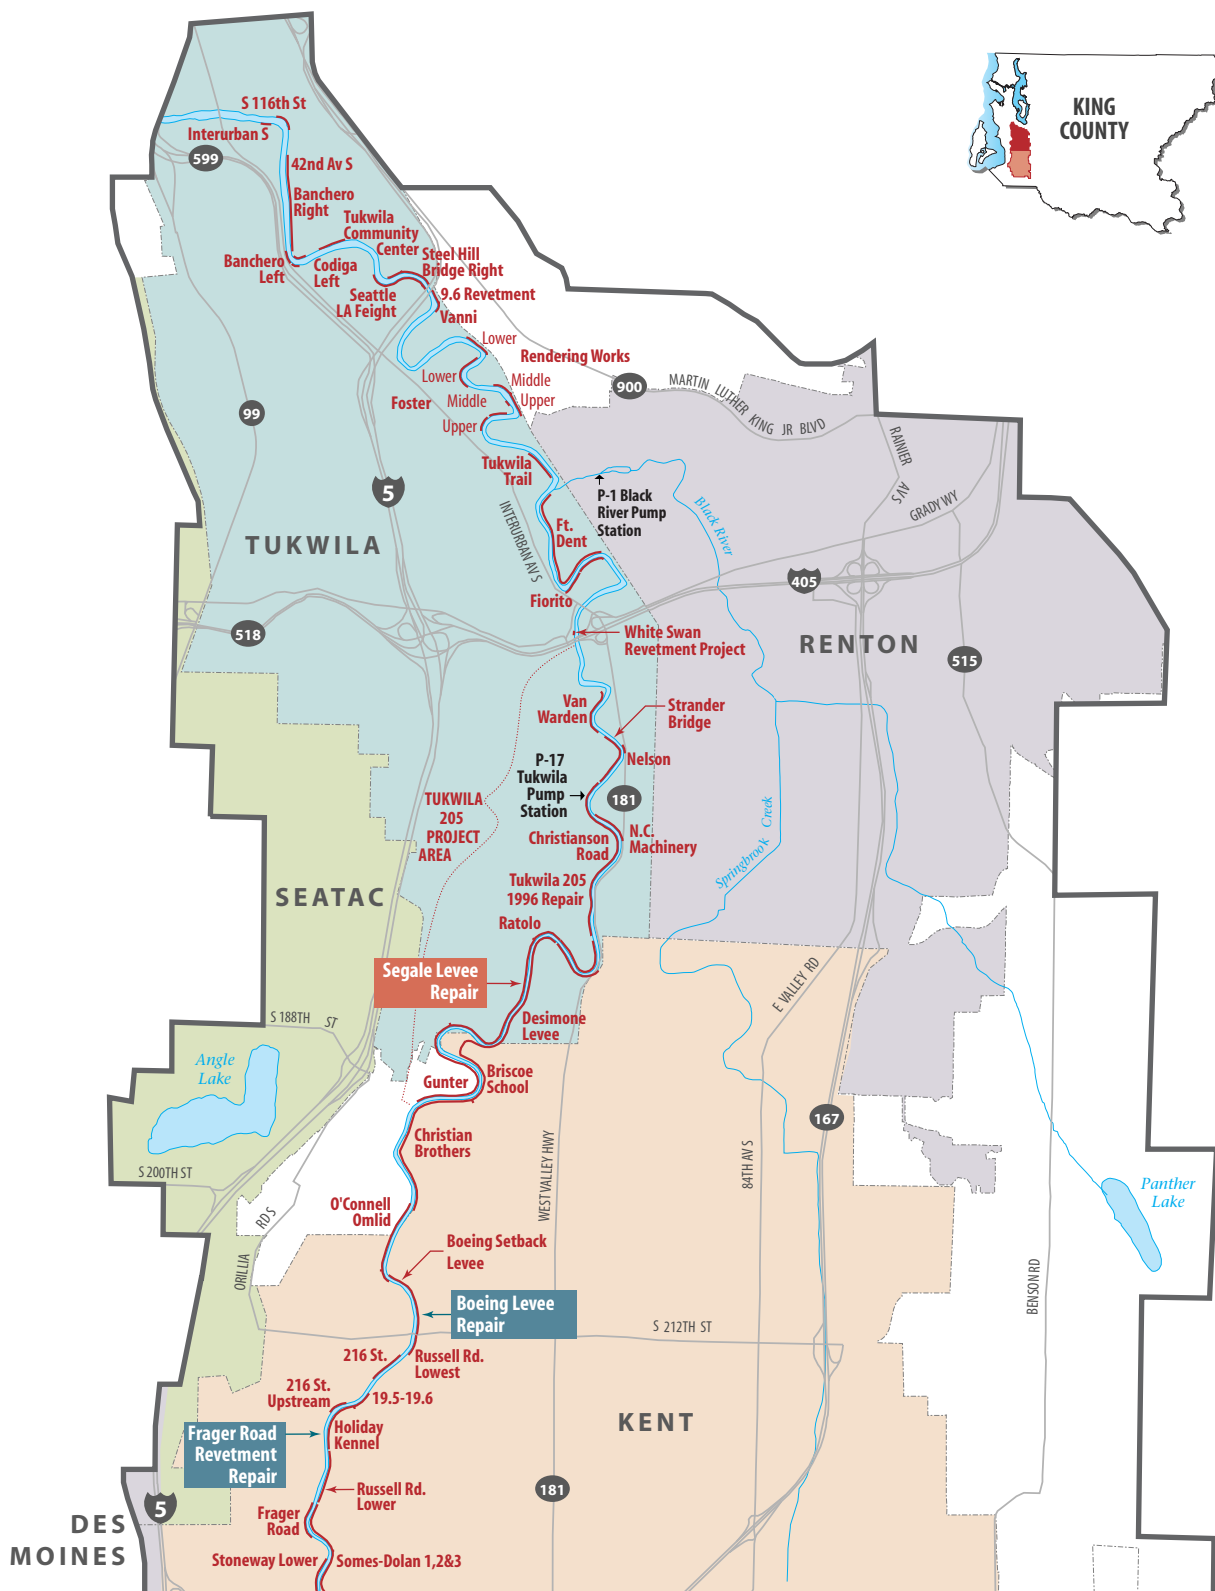 KING
COUNTY
S 116th St
Interurban S
599
42nd Av S
Banchero
Right
Tukwila
Community
Center
Banchero
Left
Codiga
Left
Steel Hill
Bridge Right
Seattle
LA Feight
9.6 Revetment
Vanni
Lower
Rendering Works
Lower
Middle
900
MARTIN LUTHER KING JR BLVD
Foster
Middle
Upper
Upper
99
RAINIER
AV S
Tukwila
Trail
5
P-1 Black
River Pump
Station
Black River
GRADY WY
INTERURBAN AV S
Ft.
Dent
TUKWILA
405
Fiorito
518
White Swan
Revetment Project
RENTON
515
Van
Warden
Strander
Bridge
Nelson
P-17
Tukwila
Pump
Station
181
TUKWILA
205
PROJECT
AREA
Christianson
Road
N.C.
Machinery
Springbrook Creek
Tukwila 205
1996 Repair
SEATAC
Ratolo
Segale Levee
Repair
E VALLEY RD
S 188TH ST
Desimone
Levee
Angle
Lake
Gunter
Briscoe
School
167
Christian
Brothers
WEST VALLEY HWY
84TH AV S
S 200TH ST
Panther
Lake
O'Connell
Omlid
RD S
ORILLIA
Boeing Setback
Levee
BENSON RD
Boeing Levee
Repair
S 212TH ST
216 St.
Russell Rd.
Lowest
216 St.
Upstream
19.5-19.6
KENT
Frager Road
Revetment
Repair
Holiday
Kennel
181
Russell Rd.
Lower
5
Frager
Road
DES
MOINES
Stoneway Lower
Somes-Dolan 1,2&3